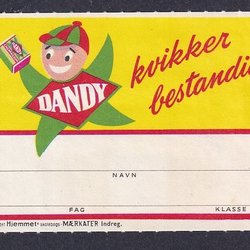 kvikker
bestandi
DANDY
NAVN
FAG KLASSE
Hjemmet MÆRKATER Indreg.